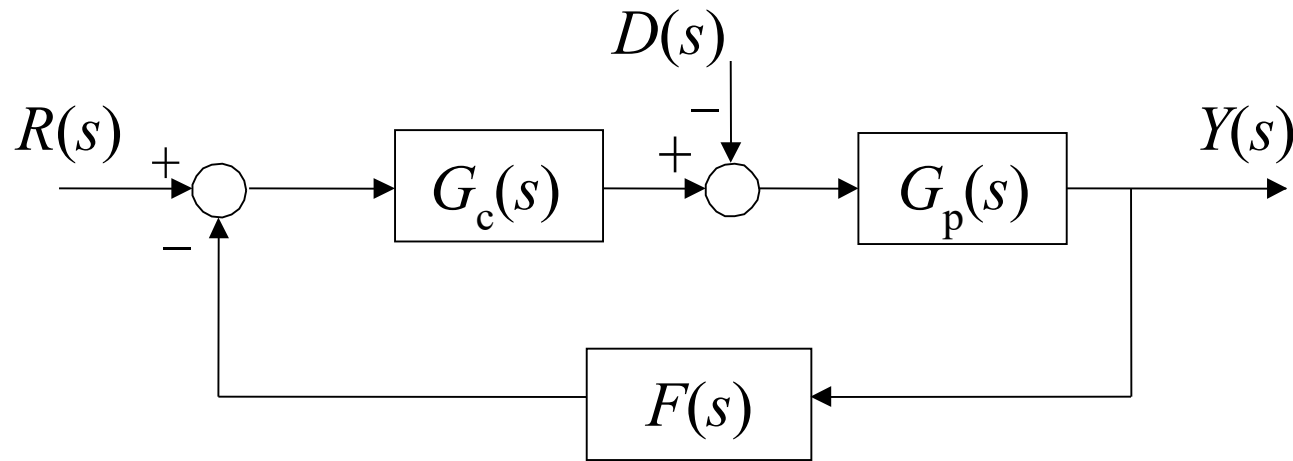 D(s)
R(s)
+
−
+
Y(s)
G_c(s)
G_p(s)
−
F(s)